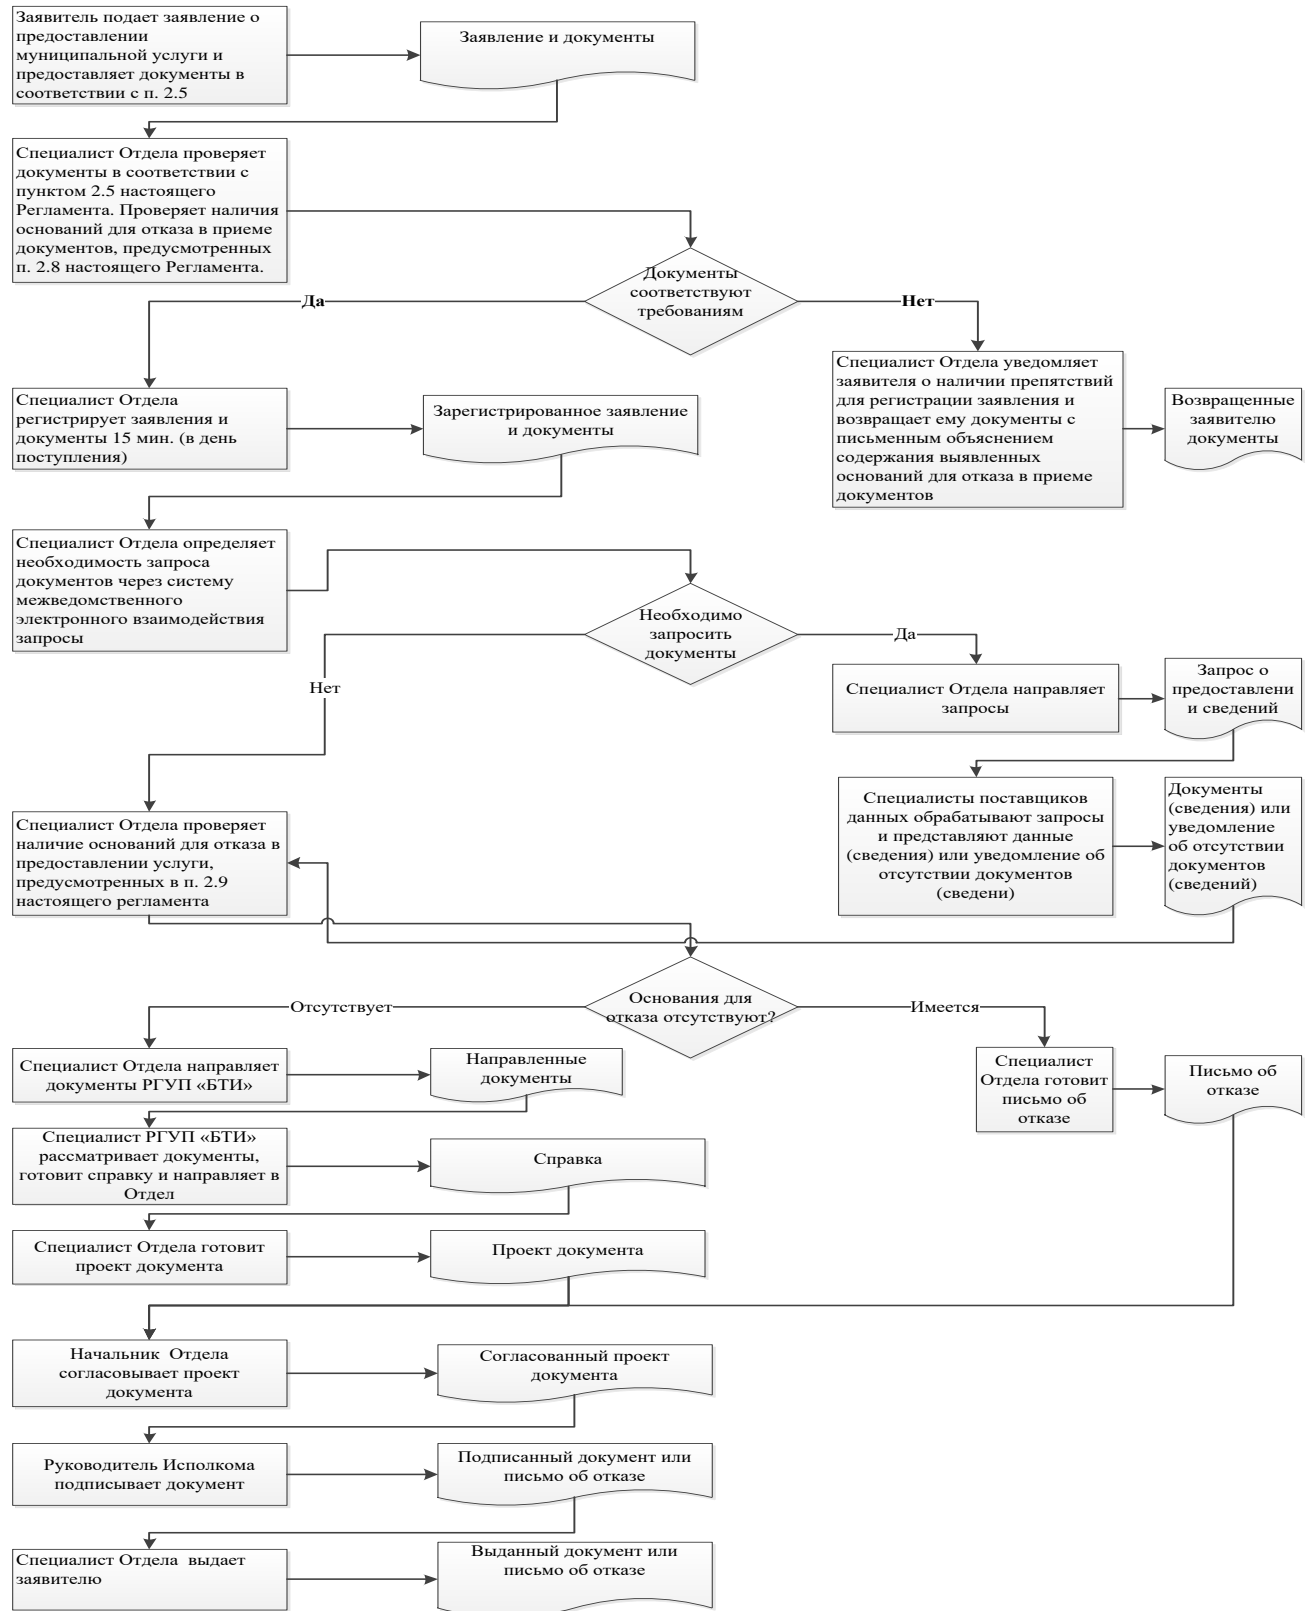 Заявитель подает заявление о
предоставлении
муниципальной услуги и
предоставляет документы в
соответствии с п. 2.5
Заявление и документы
Специалист Отдела проверяет
документы в соответствии с
пунктом 2.5 настоящего
Регламента. Проверяет наличия
оснований для отказа в приеме
документов, предусмотренных
п. 2.8 настоящего Регламента.
Документы
соответствуют
требованиям
Да
Нет
Специалист Отдела
регистрирует заявления и
документы 15 мин. (в день
поступления)
Зарегистрированное заявление
и документы
Специалист Отдела уведомляет
заявителя о наличии препятствий
для регистрации заявления и
возвращает ему документы с
письменным объяснением
содержания выявленных
оснований для отказа в приеме
документов
Возвращенные
заявителю
документы
Специалист Отдела определяет
необходимость запроса
документов через систему
межведомственного
электронного взаимодействия
запросы
Необходимо
запросить
документы
Да
Нет
Специалист Отдела направляет
запросы
Запрос о
предоставлени
и сведений
Специалисты поставщиков
данных обрабатывают запросы
и представляют данные
(сведения) или уведомление об
отсутствии документов
(сведени)
Документы
(сведения) или
уведомление
об отсутствии
документов
(сведений)
Специалист Отдела проверяет
наличие оснований для отказа в
предоставлении услуги,
предусмотренных в п. 2.9
настоящего регламента
Основания для
отказа отсутствуют?
Отсутствует
Имеется
Специалист Отдела направляет
документы РГУП «БТИ»
Направленные
документы
Специалист
Отдела готовит
письмо об
отказе
Письмо об
отказе
Специалист РГУП «БТИ»
рассматривает документы,
готовит справку и направляет в
Отдел
Справка
Специалист Отдела готовит
проект документа
Проект документа
Начальник  Отдела
согласовывает проект
документа
Согласованный проект
документа
Руководитель Исполкома
подписывает документ
Подписанный документ или
письмо об отказе
Специалист Отдела  выдает
заявителю
Выданный документ или
письмо об отказе